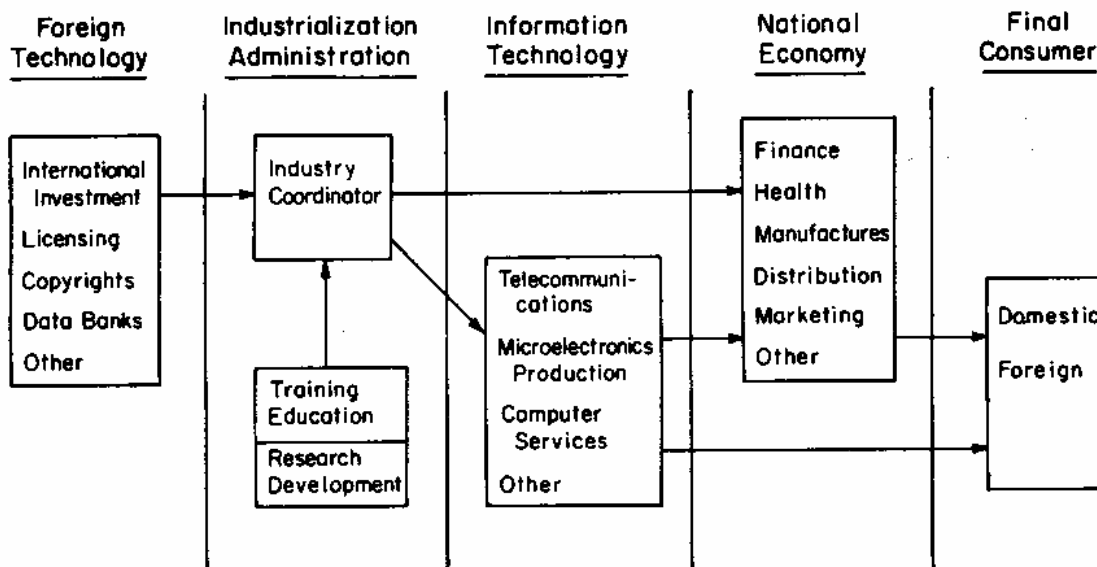 Foreign
Technology
Industrialization
Administration
Information
Technology
National
Economy
Final
Consumer
International
Investment
Licensing
Copyrights
Data Banks
Other
Industry
Coordinator
Training
Education
Research
Development
Telecommuni-
cations
Microelectronics
Production
Computer
Services
Other
Finance
Health
Manufactures
Distribution
Marketing
Other
Domestic
Foreign